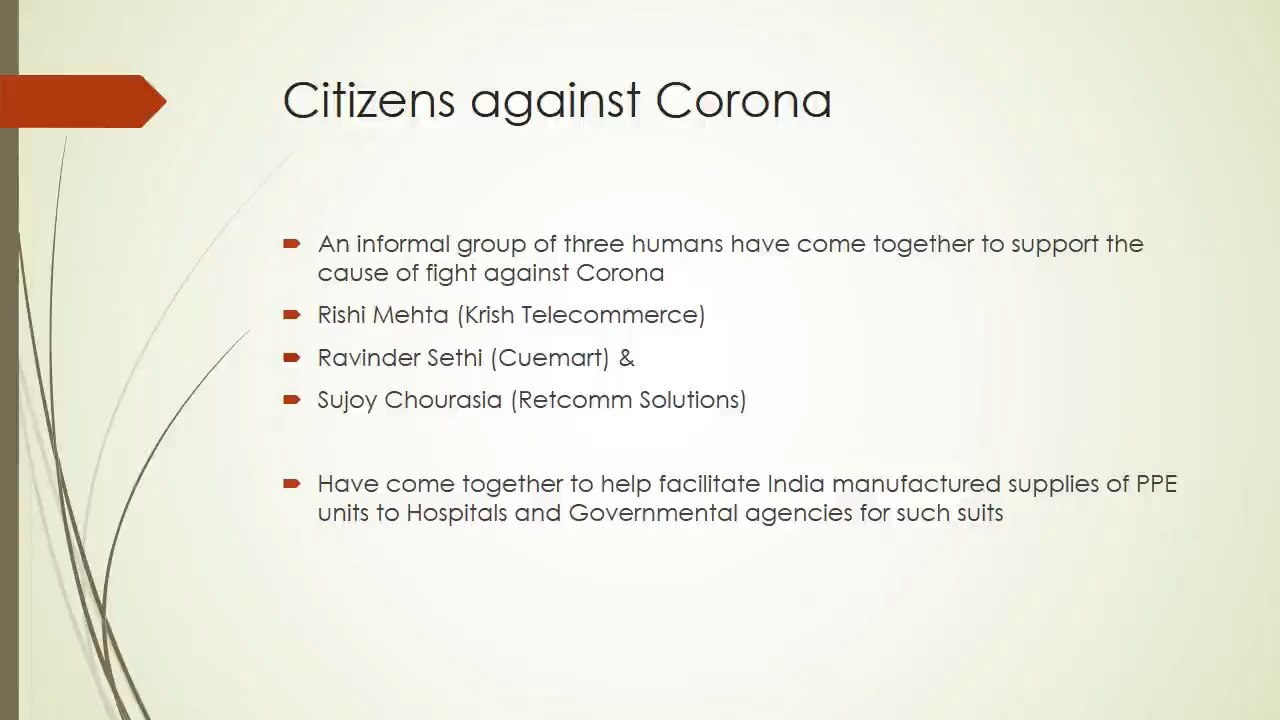 Citizens against Corona
An informal group of three humans have come together to support the
cause of fight against Corona
Rishi Mehta (Krish Telecommerce)
Ravinder Sethi (Cuemart) &
Sujoy Chourasia (Retcomm Solutions)
Have come together to help facilitate India manufactured supplies of PPE
units to Hospitals and Governmental agencies for such suits